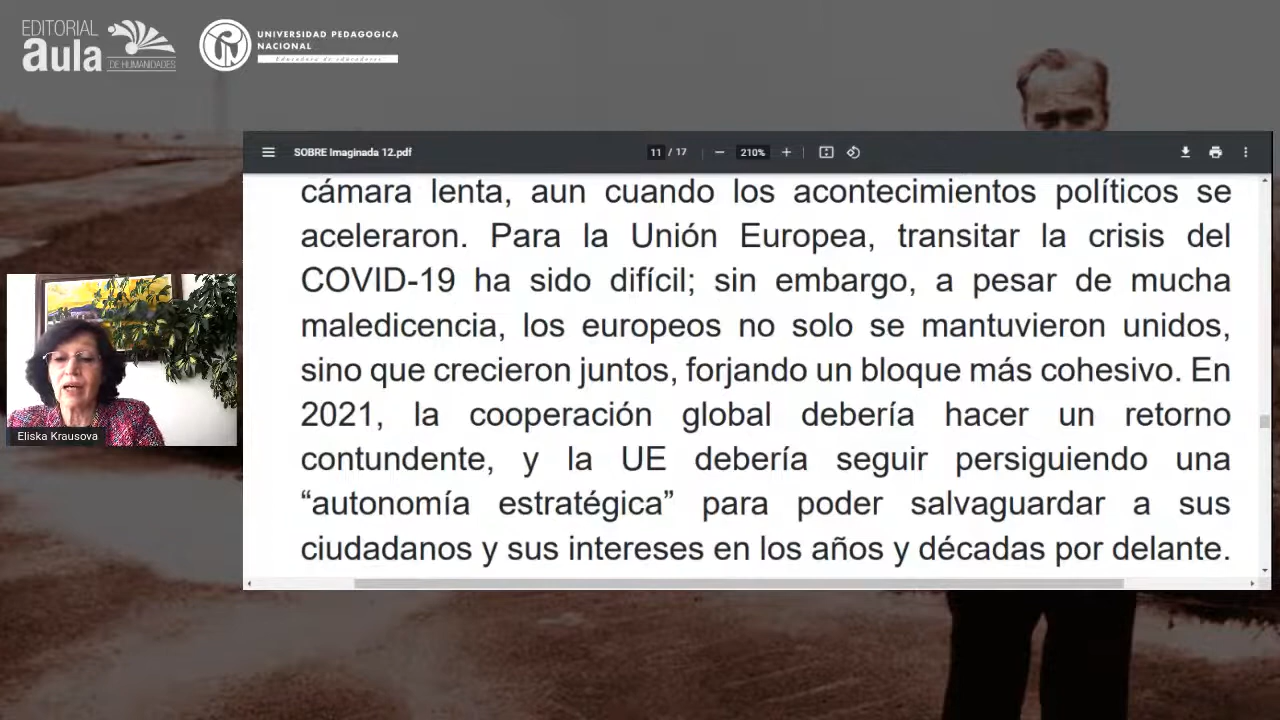 EDITORIAL
aula
DE HUMANIDADES
UNIVERSIDAD PEDAGOGICA
NACIONAL
Educadora de educadores
SOBRE Imaginada 12.pdf
11 / 17
210%
cámara lenta, aun cuando los acontecimientos políticos se
aceleraron. Para la Unión Europea, transitar la crisis del
COVID-19 ha sido difícil; sin embargo, a pesar de mucha
maledicencia, los europeos no solo se mantuvieron unidos,
sino que crecieron juntos, forjando un bloque más cohesivo. En
2021, la cooperación global debería hacer un retorno
contundente, y la UE debería seguir persiguiendo una
“autonomía estratégica” para poder salvaguardar a sus
ciudadanos y sus intereses en los años y décadas por delante.
Eliska Krausova